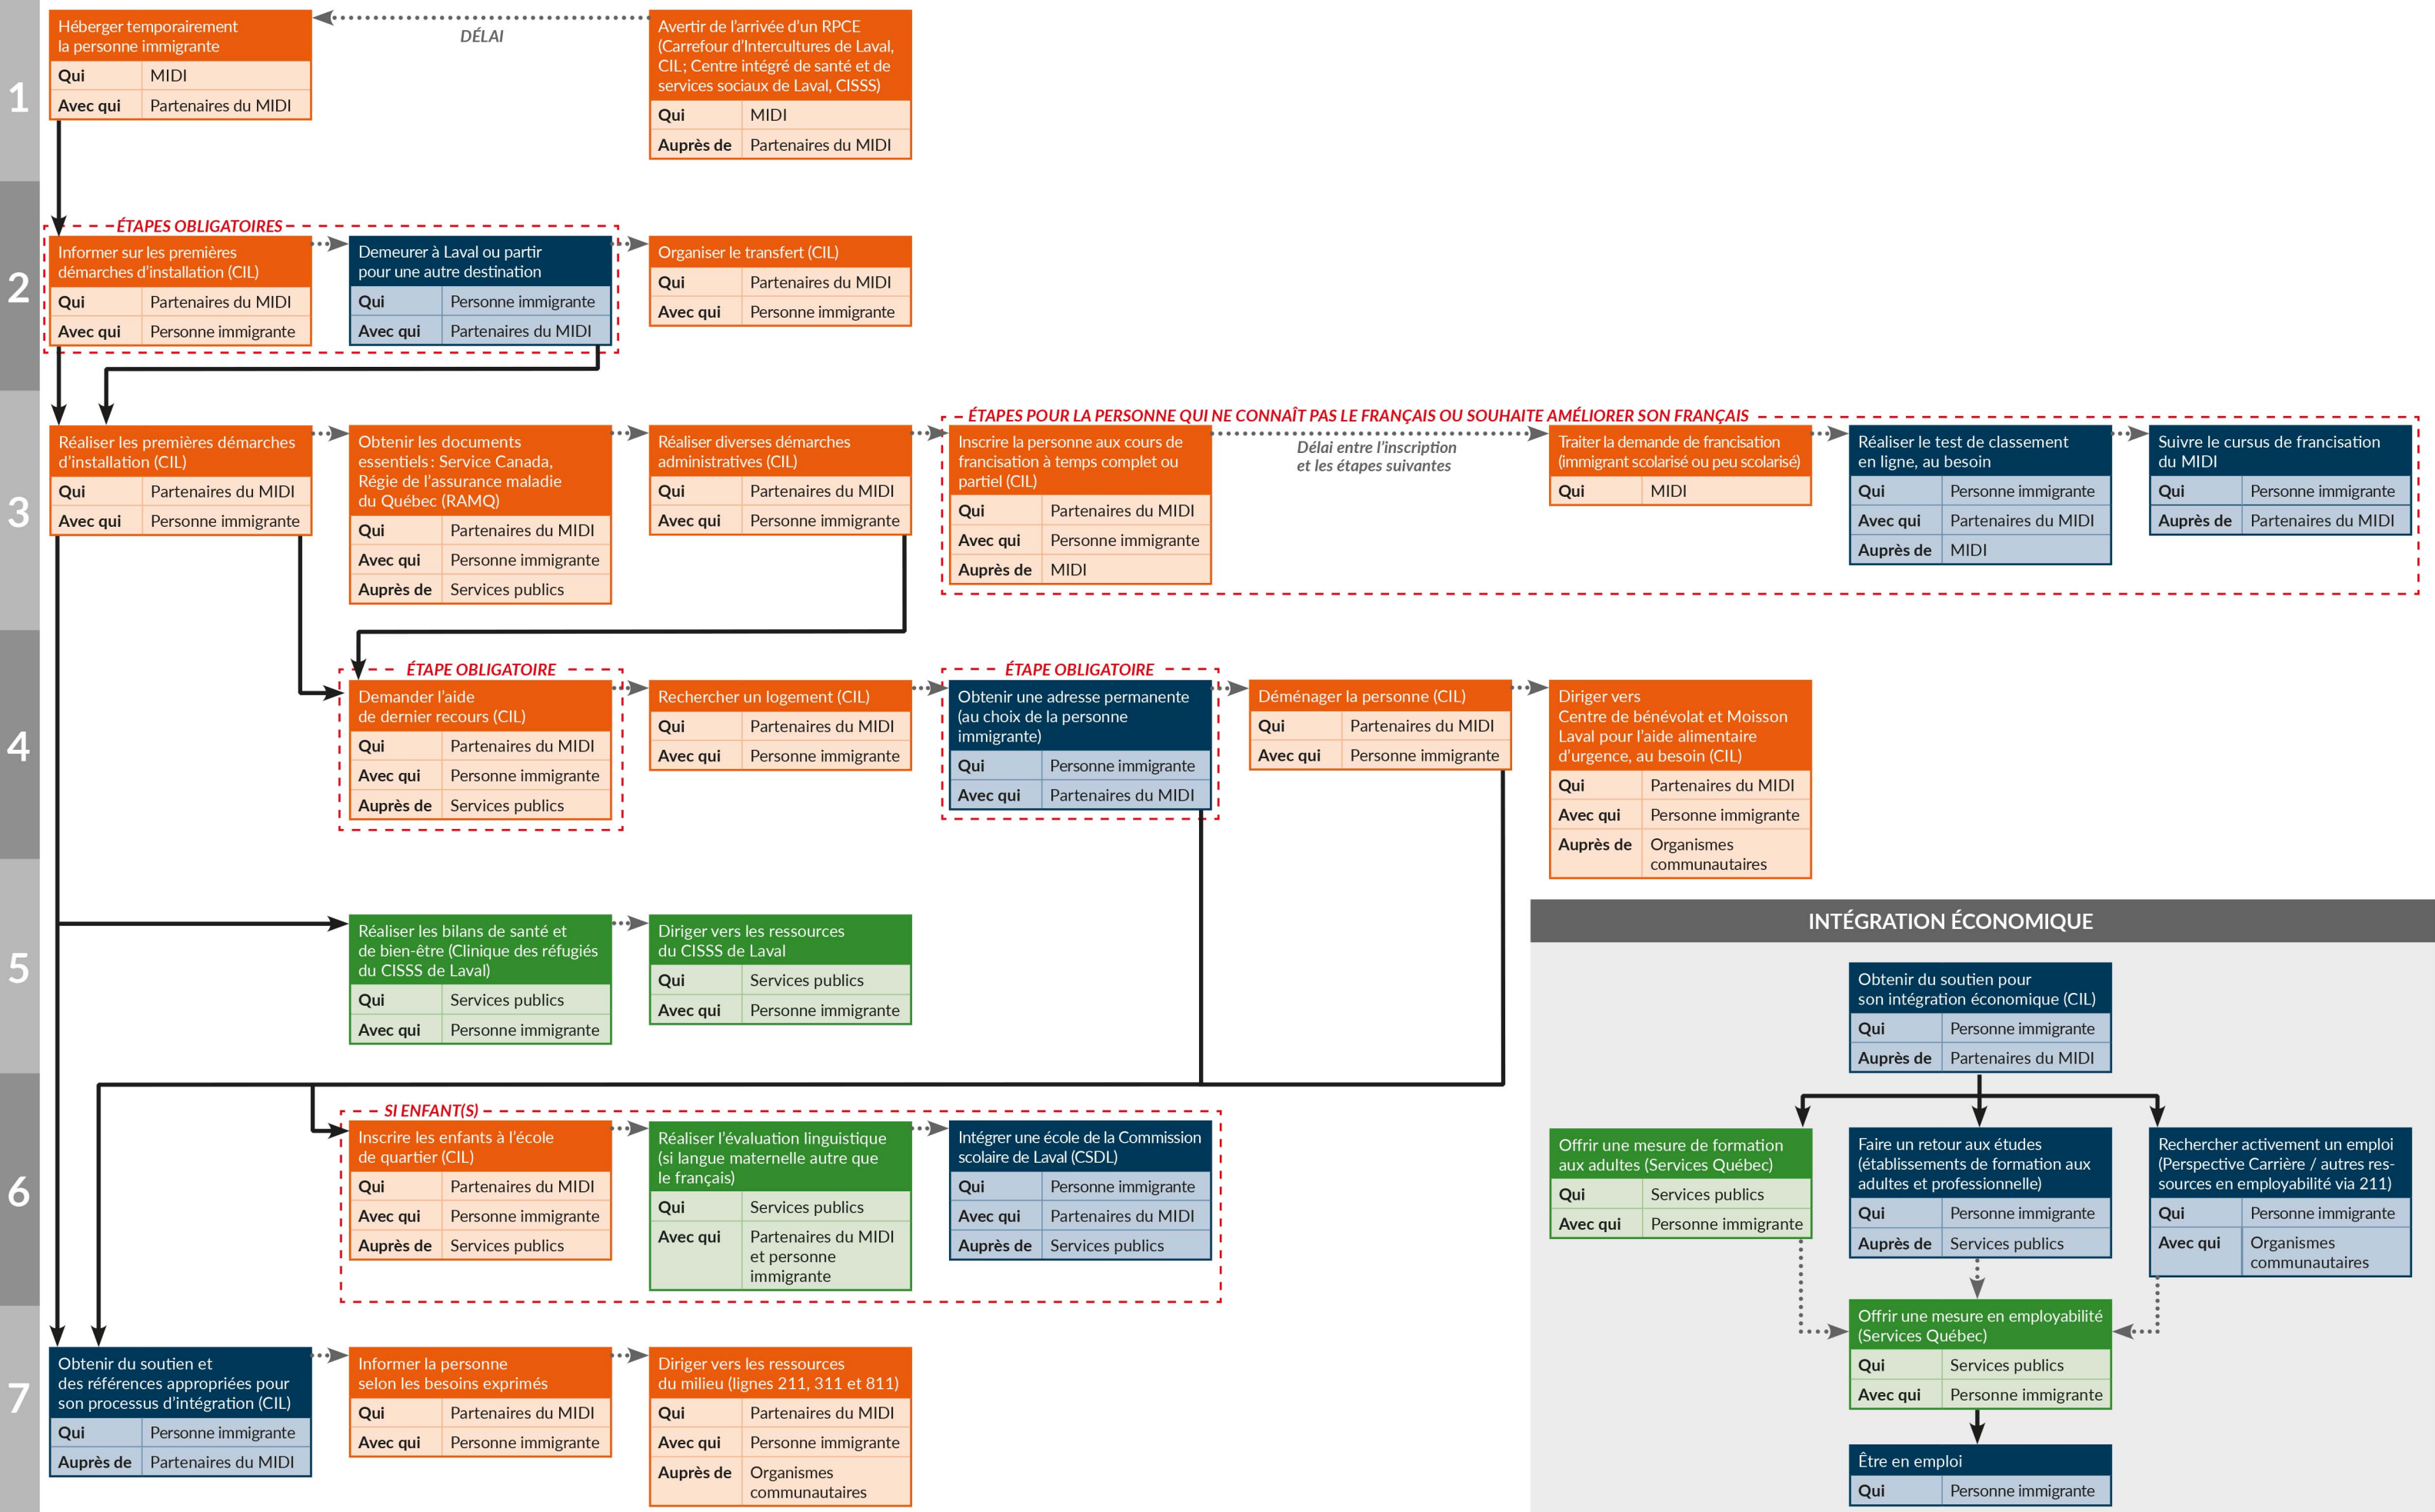 1
Héberger temporairement
la personne immigrante
Qui MIDI
Avec qui Partenaires du MIDI
DÉLAI
Avertir de l’arrivée d’un RPCE
(Carrefour d’Intercultures de Laval,
CIL; Centre intégré de santé et de
services sociaux de Laval, CISSS)
Qui MIDI
Auprès de Partenaires du MIDI
2
ÉTAPES OBLIGATOIRES
Informer sur les premières
démarches d’installation (CIL)
Qui Partenaires du MIDI
Avec qui Personne immigrante
Demeurer à Laval ou partir
pour une autre destination
Qui Personne immigrante
Avec qui Partenaires du MIDI
Organiser le transfert (CIL)
Qui Partenaires du MIDI
Avec qui Personne immigrante
3
Réaliser les premières démarches
d’installation (CIL)
Qui Partenaires du MIDI
Avec qui Personne immigrante
Obtenir les documents
essentiels : Service Canada,
Régie de l’assurance maladie
du Québec (RAMQ)
Qui Partenaires du MIDI
Avec qui Personne immigrante
Auprès de Services publics
Réaliser diverses démarches
administratives (CIL)
Qui Partenaires du MIDI
Avec qui Personne immigrante
ÉTAPES POUR LA PERSONNE QUI NE CONNAÎT PAS LE FRANÇAIS OU SOUHAITE AMÉLIORER SON FRANÇAIS
Inscrire la personne aux cours de
francisation à temps complet ou
partiel (CIL)
Qui Partenaires du MIDI
Avec qui Personne immigrante
Auprès de MIDI
Délai entre l’inscription
et les étapes suivantes
Traiter la demande de francisation
(immigrant scolarisé ou peu scolarisé)
Qui MIDI
Réaliser le test de classement
en ligne, au besoin
Qui Personne immigrante
Avec qui Partenaires du MIDI
Auprès de MIDI
Suivre le cursus de francisation
du MIDI
Qui Personne immigrante
Auprès de Partenaires du MIDI
4
ÉTAPE OBLIGATOIRE
Demander l’aide
de dernier recours (CIL)
Qui Partenaires du MIDI
Avec qui Personne immigrante
Auprès de Services publics
Rechercher un logement (CIL)
Qui Partenaires du MIDI
Avec qui Personne immigrante
ÉTAPE OBLIGATOIRE
Obtenir une adresse permanente
(au choix de la personne
immigrante)
Qui Personne immigrante
Avec qui Partenaires du MIDI
Déménager la personne (CIL)
Qui Partenaires du MIDI
Avec qui Personne immigrante
Diriger vers
Centre de bénévolat et Moisson
Laval pour l’aide alimentaire
d’urgence, au besoin (CIL)
Qui Partenaires du MIDI
Avec qui Personne immigrante
Auprès de Organismes
communautaires
5
Réaliser les bilans de santé et
de bien-être (Clinique des réfugiés
du CISSS de Laval)
Qui Services publics
Avec qui Personne immigrante
Diriger vers les ressources
du CISSS de Laval
Qui Services publics
Avec qui Personne immigrante
6
SI ENFANT(S)
Inscrire les enfants à l’école
de quartier (CIL)
Qui Partenaires du MIDI
Avec qui Personne immigrante
Auprès de Services publics
Réaliser l’évaluation linguistique
(si langue maternelle autre que
le français)
Qui Services publics
Avec qui Partenaires du MIDI
et personne
immigrante
Intégrer une école de la Commission
scolaire de Laval (CSDL)
Qui Personne immigrante
Avec qui Partenaires du MIDI
Auprès de Services publics
7
Obtenir du soutien et
des références appropriées pour
son processus d’intégration (CIL)
Qui Personne immigrante
Auprès de Partenaires du MIDI
Informer la personne
selon les besoins exprimés
Qui Partenaires du MIDI
Avec qui Personne immigrante
Diriger vers les ressources
du milieu (lignes 211, 311 et 811)
Qui Partenaires du MIDI
Avec qui Personne immigrante
Auprès de Organismes
communautaires
INTÉGRATION ÉCONOMIQUE
Obtenir du soutien pour
son intégration économique (CIL)
Qui Personne immigrante
Auprès de Partenaires du MIDI
Offrir une mesure de formation
aux adultes (Services Québec)
Qui Services publics
Avec qui Personne immigrante
Faire un retour aux études
(établissements de formation aux
adultes et professionnelle)
Qui Personne immigrante
Auprès de Services publics
Rechercher activement un emploi
(Perspective Carrière / autres res-
sources en employabilité via 211)
Qui Personne immigrante
Avec qui Organismes
communautaires
Offrir une mesure en employabilité
(Services Québec)
Qui Services publics
Avec qui Personne immigrante
Être en emploi
Qui Personne immigrante